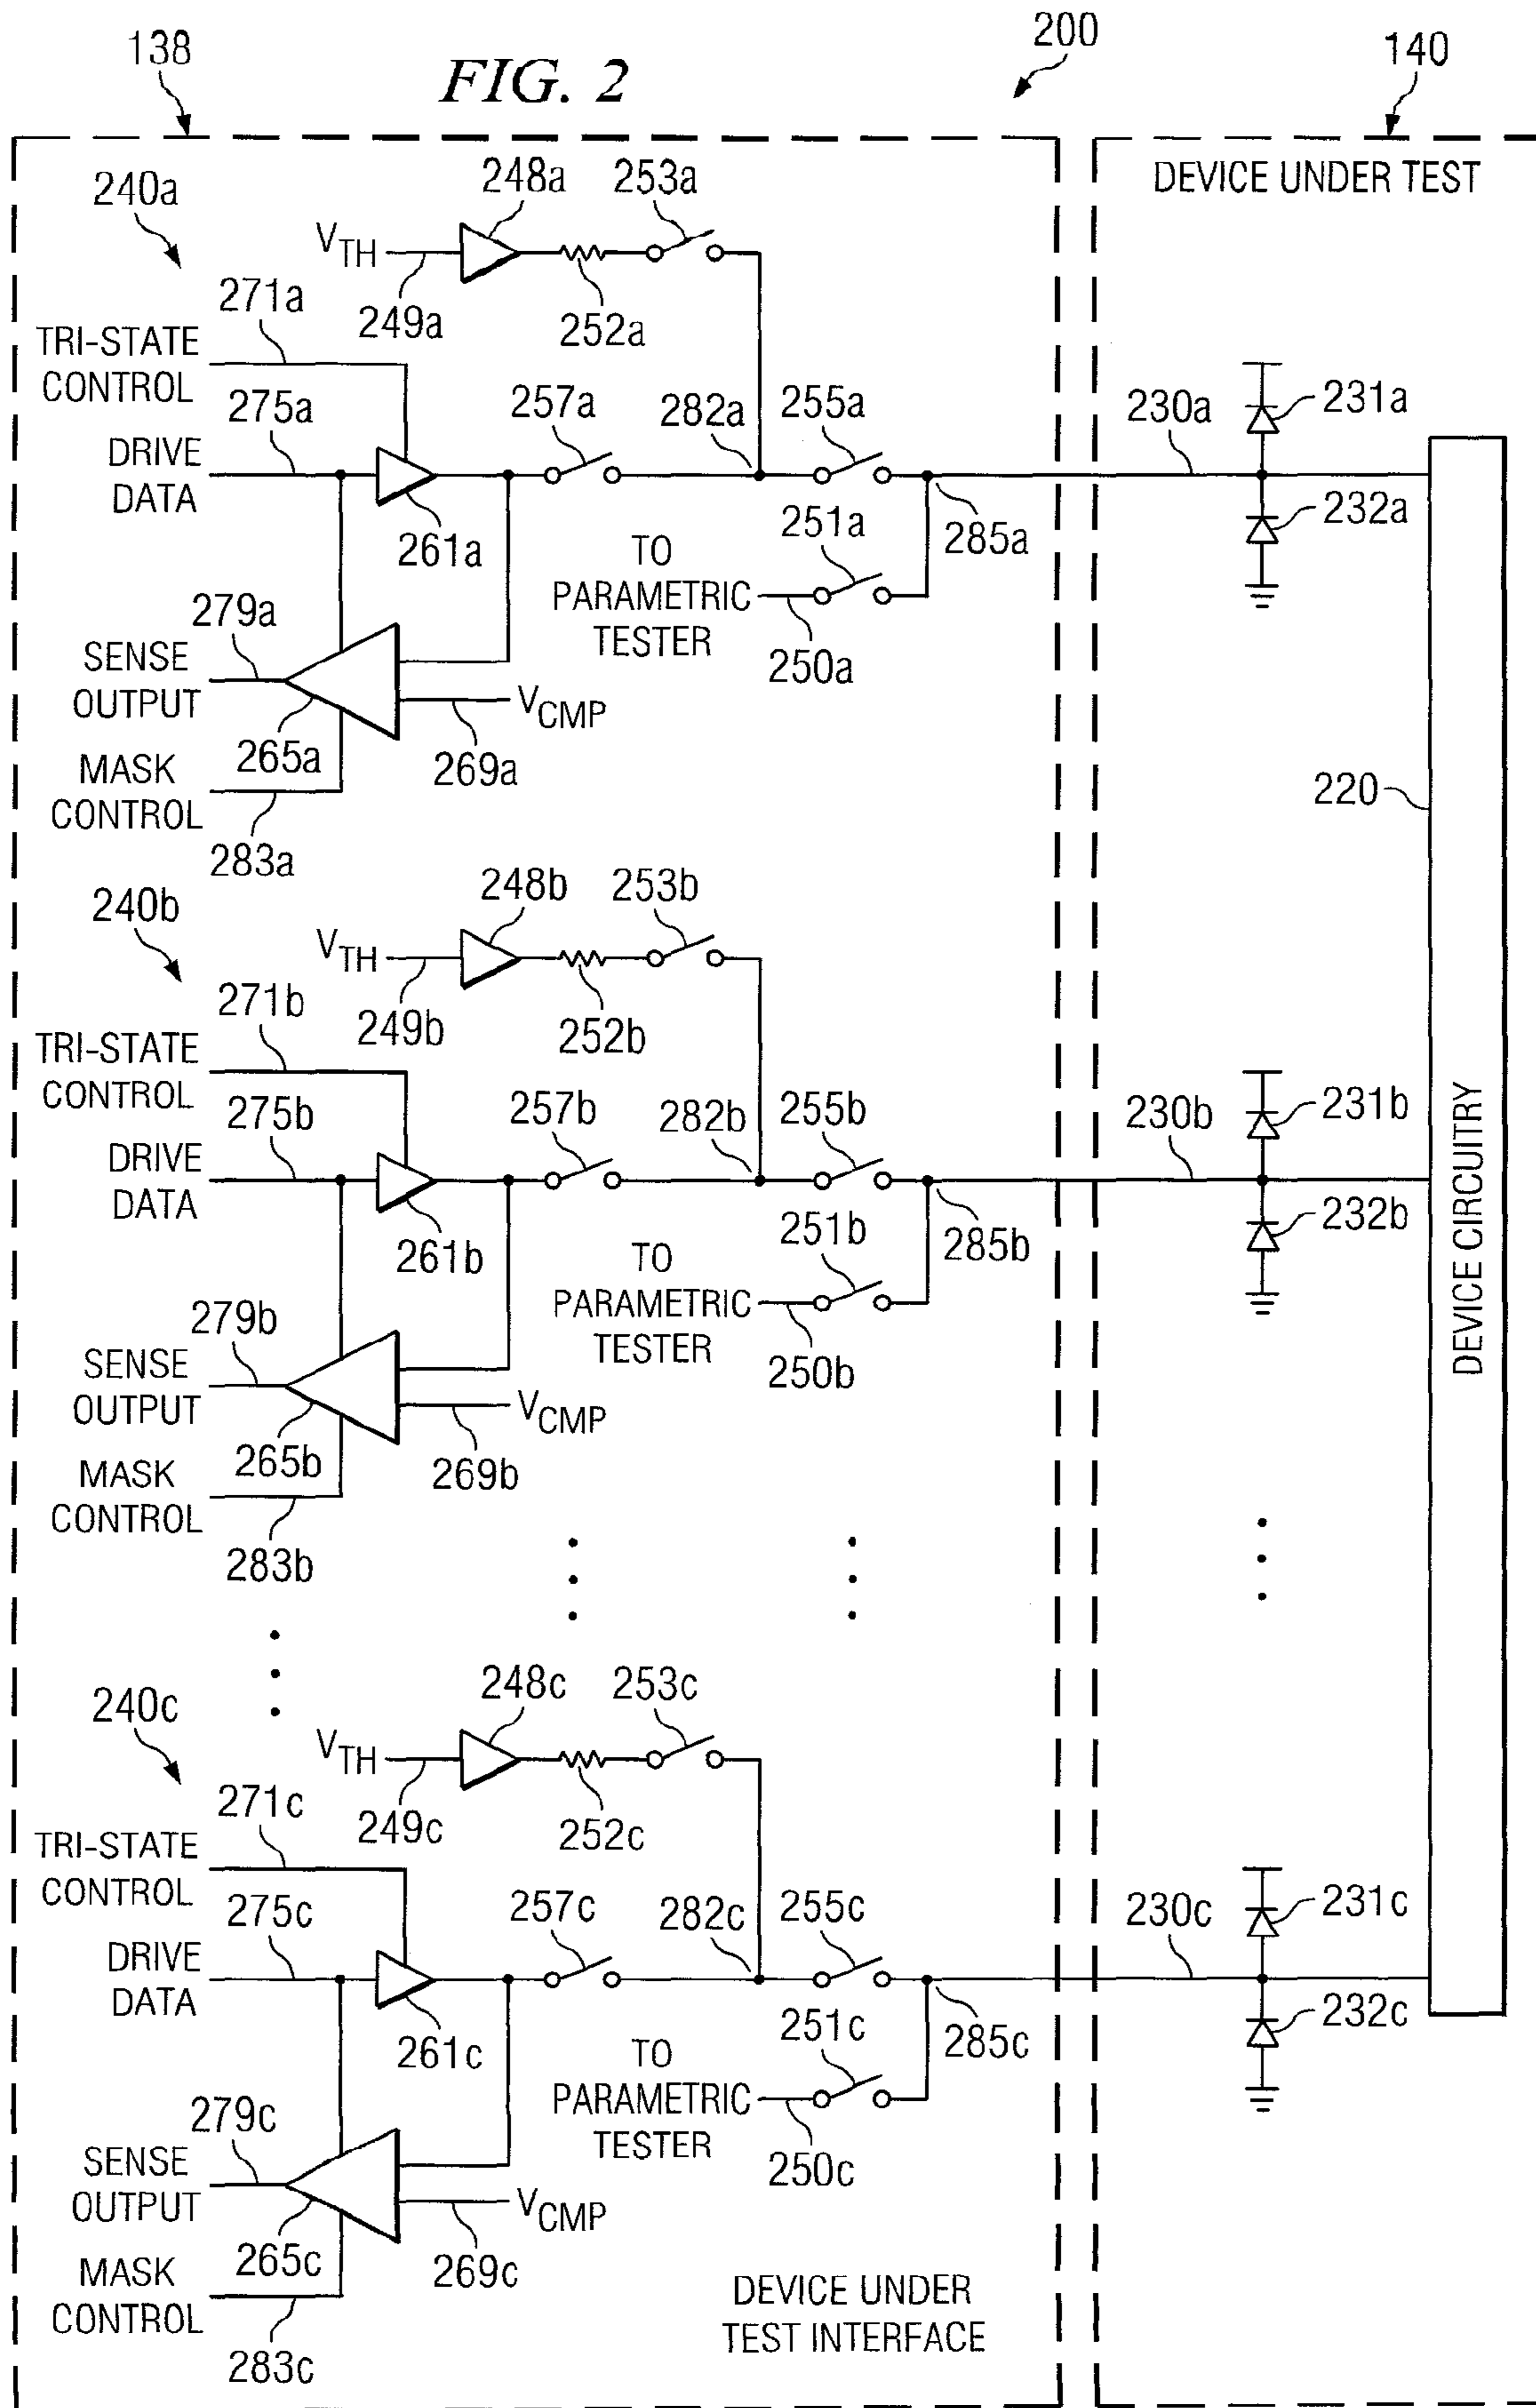 138
FIG. 2
200
140
DEVICE UNDER TEST
240a
248a
253a
VTH
249a
252a
271a
TRI-STATE
CONTROL
275a
257a
282a
255a
230a
231a
DRIVE
DATA
261a
232a
285a
TO
PARAMETRIC
TESTER
251a
250a
279a
SENSE
OUTPUT
265a
VCMP
269a
MASK
CONTROL
283a
220
DEVICE CIRCUITRY
240b
248b
253b
VTH
249b
252b
271b
TRI-STATE
CONTROL
275b
257b
282b
255b
230b
231b
DRIVE
DATA
261b
232b
285b
TO
PARAMETRIC
TESTER
251b
250b
279b
SENSE
OUTPUT
265b
VCMP
269b
MASK
CONTROL
283b
240c
248c
253c
VTH
249c
252c
271c
TRI-STATE
CONTROL
275c
257c
282c
255c
230c
231c
DRIVE
DATA
261c
232c
285c
TO
PARAMETRIC
TESTER
251c
250c
279c
SENSE
OUTPUT
265c
VCMP
269c
MASK
CONTROL
283c
DEVICE UNDER
TEST INTERFACE